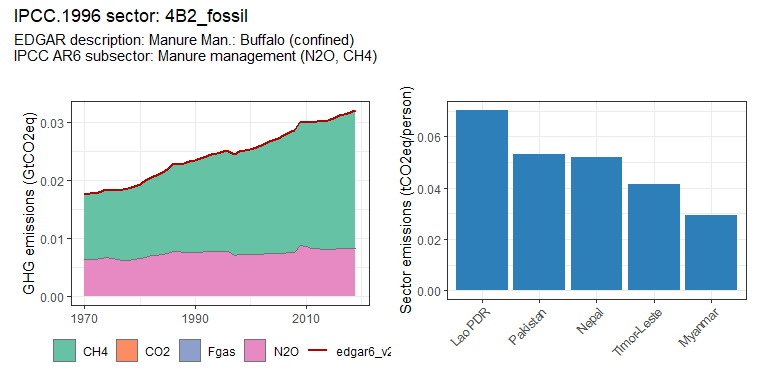 IPCC.1996 sector: 4B2_fossil
EDGAR description: Manure Man.: Buffalo (confined)
IPCC AR6 subsector: Manure management (N2O, CH4)
GHG emissions (GtCO2eq)
0.03
0.02
0.01
0.00
1970
1990
2010
CH4
CO2
Fgas
N2O
edgar6_v2
Sector emissions (tCO2eq/person)
0.06
0.04
0.02
0.00
Lao PDR
Pakistan
Nepal
Timor-Leste
Myanmar